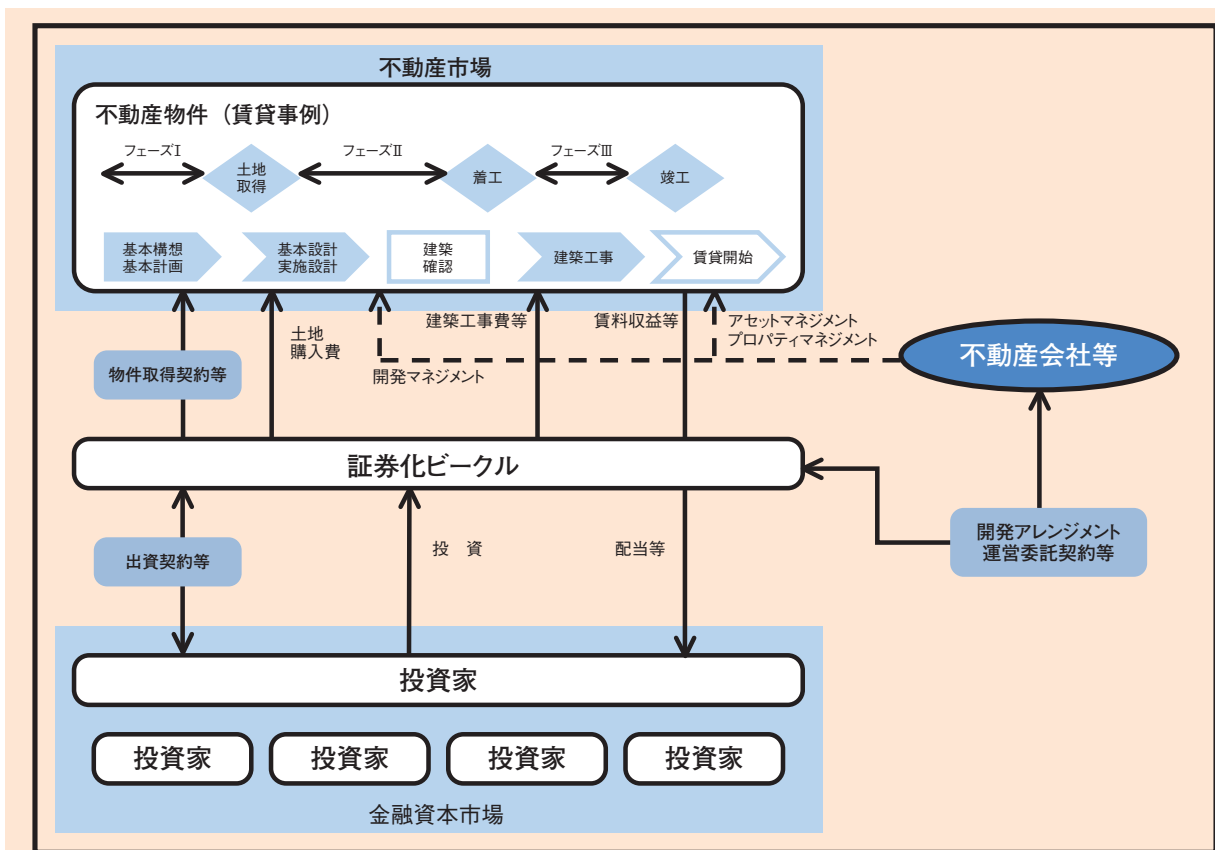 不動産市場
不動産物件（賃貸事例）
フェーズⅠ
フェーズⅡ
フェーズⅢ
土地
取得
着工
竣工
基本構想
基本計画
基本設計
実施設計
建築
確認
建築工事
賃貸開始
土地
購入費
建築工事費等
賃料収益等
アセットマネジメント
プロパティマネジメント
開発マネジメント
不動産会社等
物件取得契約等
証券化ビークル
出資契約等
投　資
配当等
開発アレンジメント
運営委託契約等
投資家
投資家
投資家
投資家
投資家
金融資本市場